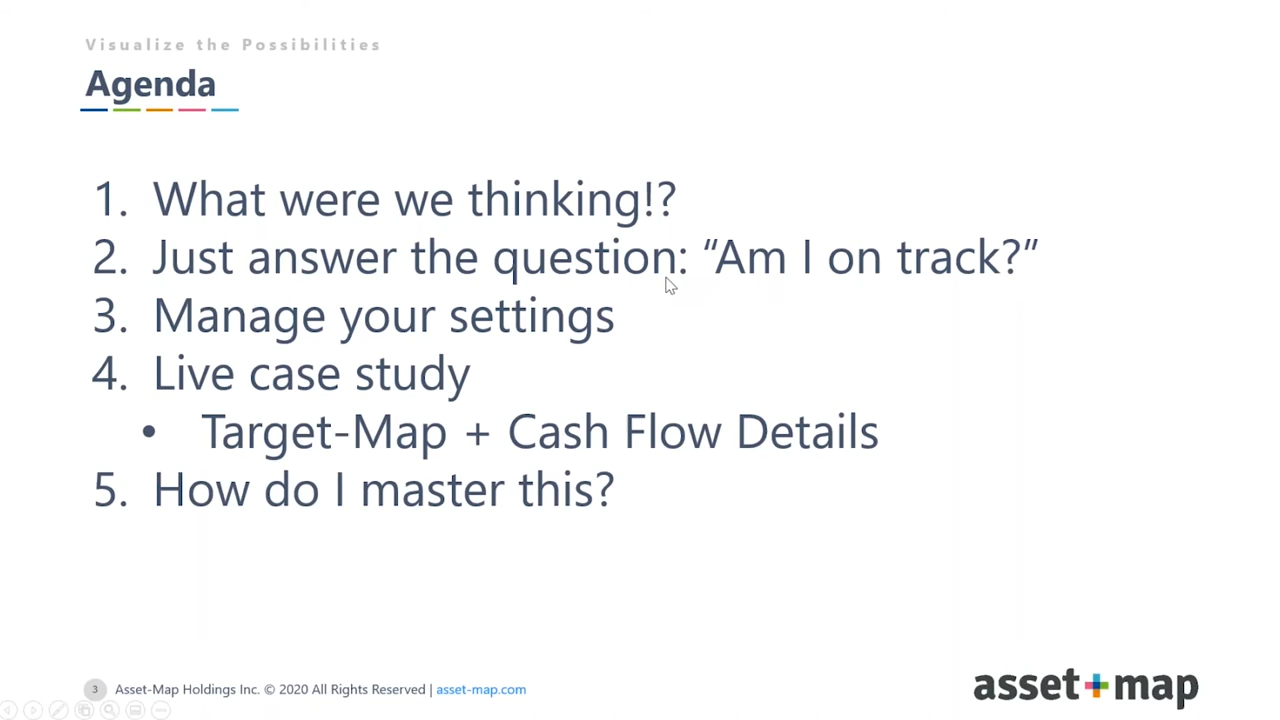 Visualize the Possibilities
Agenda
1. What were we thinking!?
2. Just answer the question: “Am I on track?”
3. Manage your settings
4. Live case study
• Target-Map + Cash Flow Details
5. How do I master this?
3 Asset-Map Holdings Inc. © 2020 All Rights Reserved | asset-map.com
asset+map